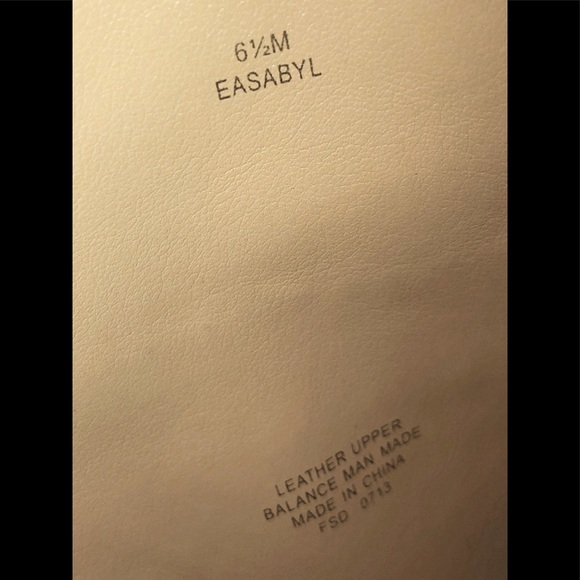 6½M
EASABYL
LEATHER UPPER
BALANCE MAN MADE
MADE IN CHINA
FSD 0713